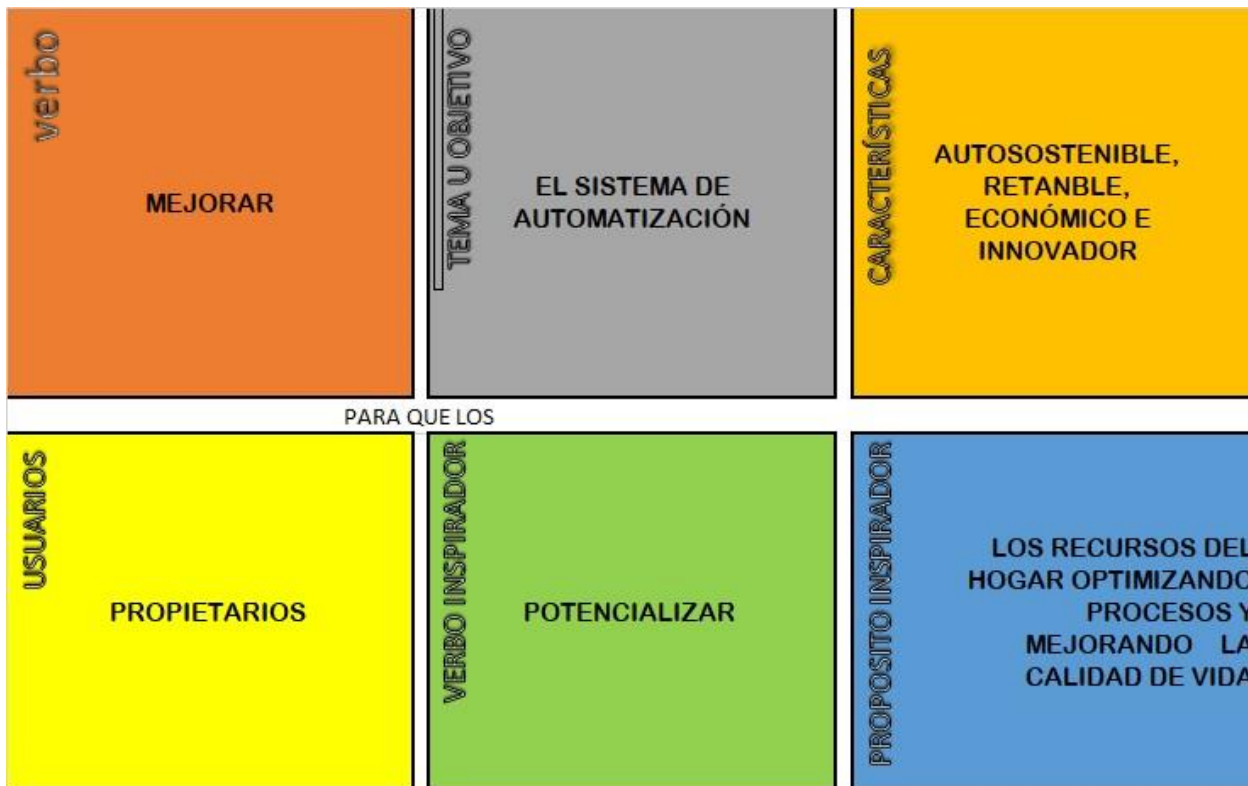 verbo
MEJORAR
TEMA U OBJETIVO
EL SISTEMA DE
AUTOMATIZACIÓN
CARACTERÍSTICAS
AUTOSOSTENIBLE,
RETANBLE,
ECONÓMICO E
INNOVADOR
PARA QUE LOS
USUARIOS
PROPIETARIOS
VERBO INSPIRADOR
POTENCIALIZAR
PROPOSITO INSPIRADOR
LOS RECURSOS DEL
HOGAR OPTIMIZANDO
PROCESOS Y
MEJORANDO LA
CALIDAD DE VIDA